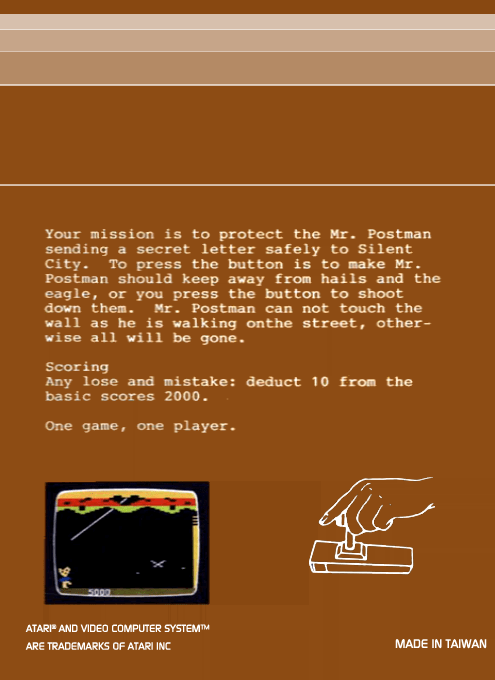 Your mission is to protect the Mr. Postman
sending a secret letter safely to Silent
City.  To press the button is to make Mr.
Postman should keep away from hails and the
eagle, or you press the button to shoot
down them.  Mr. Postman can not touch the
wall as he is walking onthe street, other-
wise all will be gone.
Scoring
Any lose and mistake: deduct 10 from the
basic scores 2000.
One game, one player.
5000
ATARI® AND VIDEO COMPUTER SYSTEM™
ARE TRADEMARKS OF ATARI INC
MADE IN TAIWAN